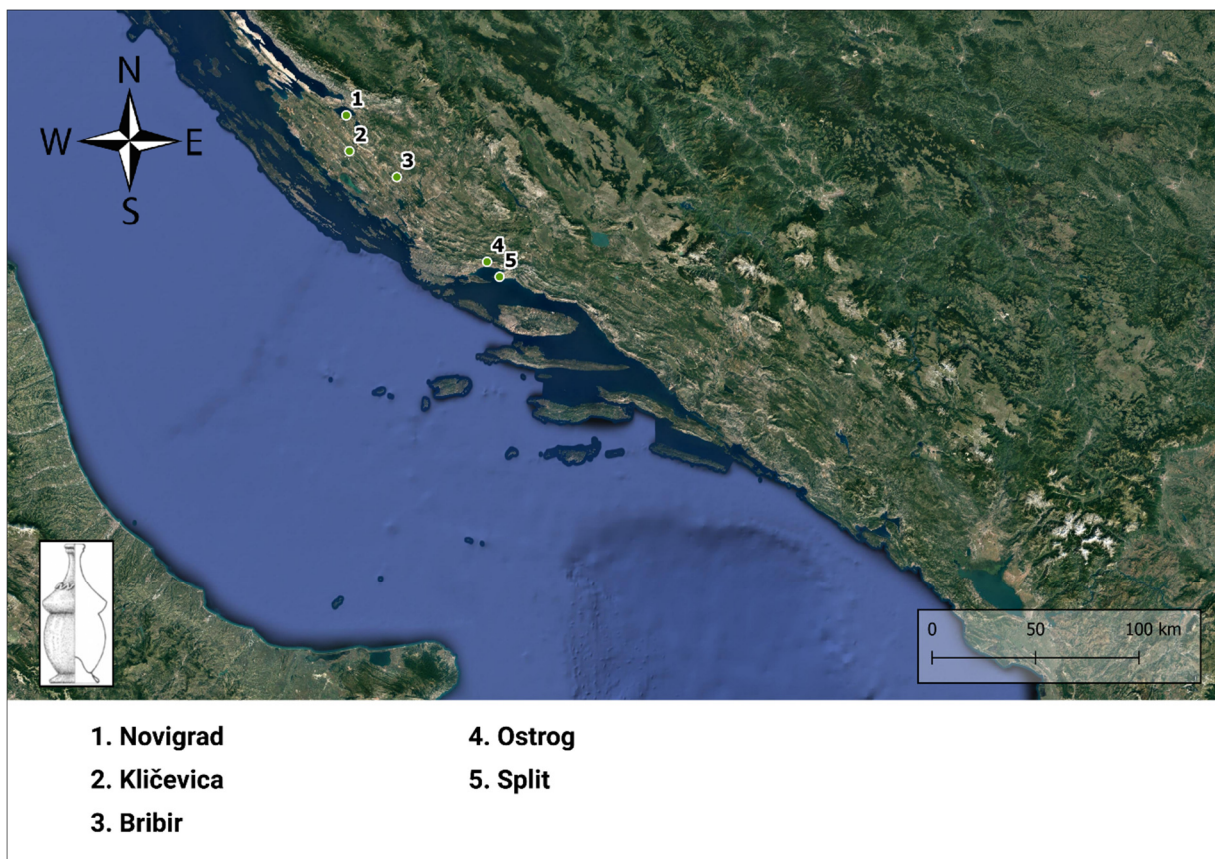 N
W E
S
1
2
3
4
5
0 50 100 km
1. Novigrad
2. Kličevica
3. Bribir
4. Ostrog
5. Split